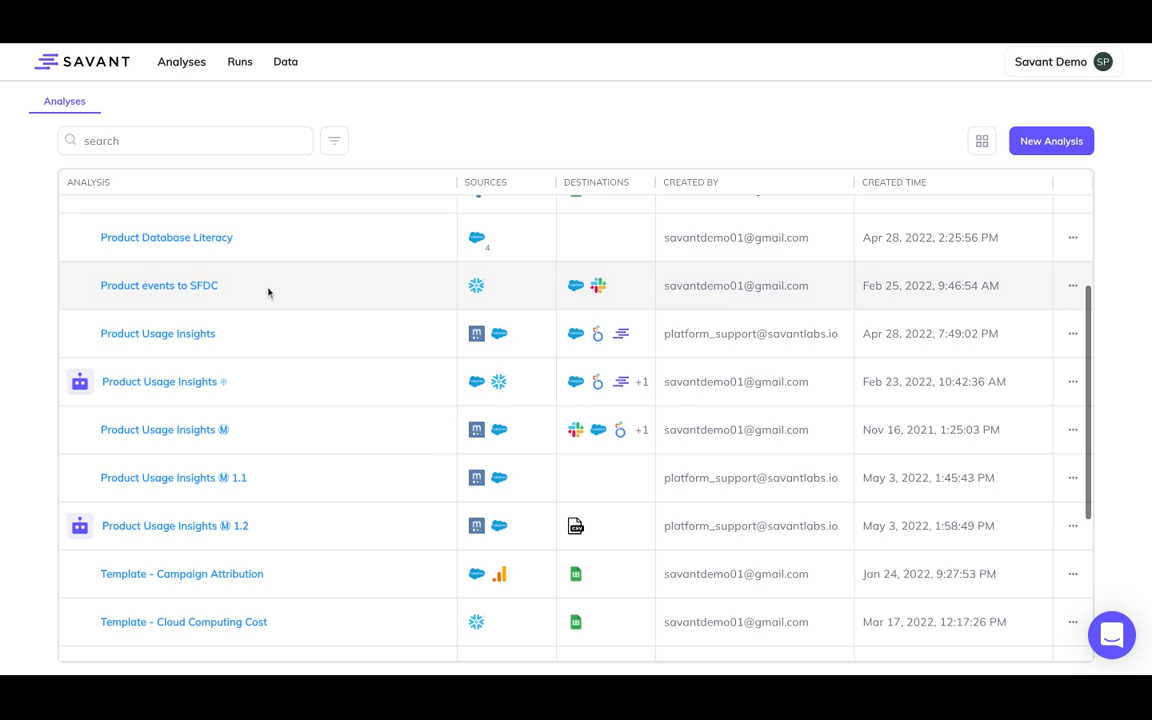 SAVANT Analyses Runs Data Savant Demo SP
Analyses
search New Analysis
ANALYSIS SOURCES DESTINATIONS CREATED BY CREATED TIME
Product Database Literacy 4 savantdemo01@gmail.com Apr 28, 2022, 2:25:56 PM ...
Product events to SFDC savantdemo01@gmail.com Feb 25, 2022, 9:46:54 AM ...
Product Usage Insights m platform_support@savantlabs.io Apr 28, 2022, 7:49:02 PM ...
Product Usage Insights ❄ +1 savantdemo01@gmail.com Feb 23, 2022, 10:42:36 AM ...
Product Usage Insights Ⓜ m +1 savantdemo01@gmail.com Nov 16, 2021, 1:25:03 PM ...
Product Usage Insights Ⓜ 1.1 m platform_support@savantlabs.io May 3, 2022, 1:45:43 PM ...
Product Usage Insights Ⓜ 1.2 m CSV platform_support@savantlabs.io May 3, 2022, 1:58:49 PM ...
Template - Campaign Attribution savantdemo01@gmail.com Jan 24, 2022, 9:27:53 PM ...
Template - Cloud Computing Cost savantdemo01@gmail.com Mar 17, 2022, 12:17:26 PM ...